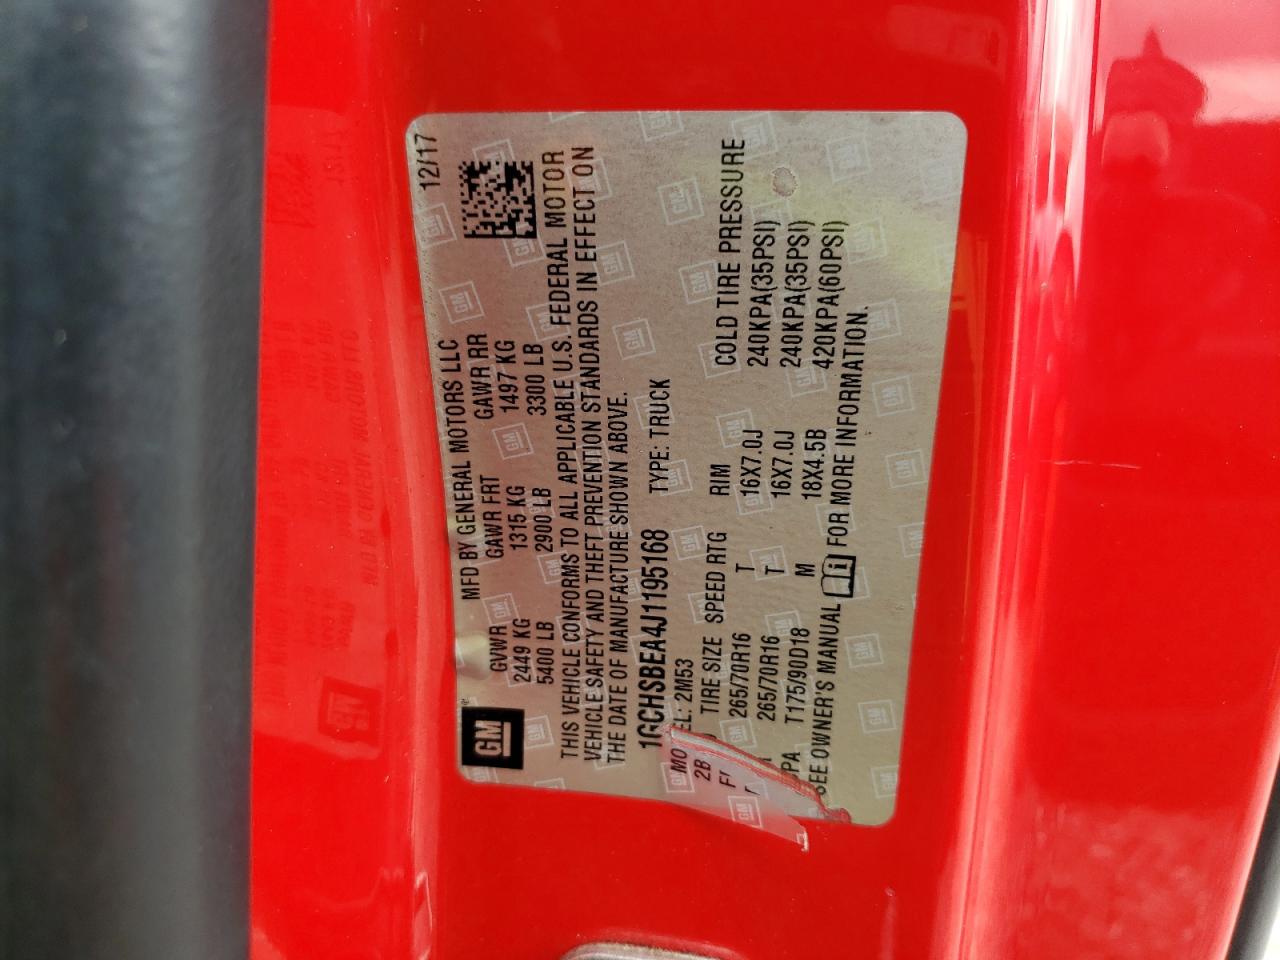 GM
MFD BY GENERAL MOTORS LLC 12/17
GVWR GAWR FRT GAWR RR
2449 KG 1315 KG 1497 KG
5400 LB 2900 LB 3300 LB
THIS VEHICLE CONFORMS TO ALL APPLICABLE U.S. FEDERAL MOTOR
VEHICLE SAFETY AND THEFT PREVENTION STANDARDS IN EFFECT ON
THE DATE OF MANUFACTURE SHOWN ABOVE.
1GCHSBEA4J1195168 TYPE: TRUCK
MODEL: 2M53
TIRE SIZE SPEED RTG RIM COLD TIRE PRESSURE
265/70R16 T 16X7.0J 240KPA(35PSI)
265/70R16 T 16X7.0J 240KPA(35PSI)
T175/90D18 M 18X4.5B 420KPA(60PSI)
SEE OWNER'S MANUAL FOR MORE INFORMATION.